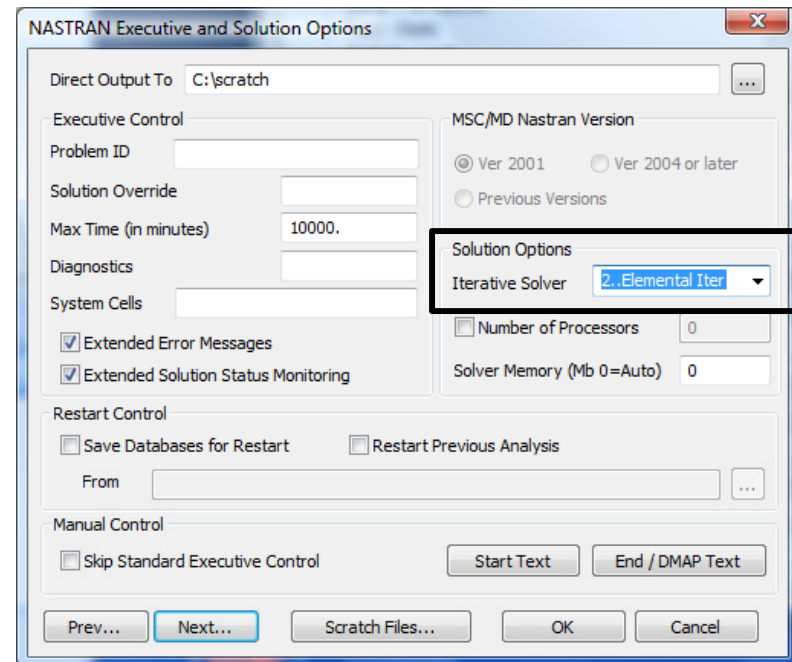 NASTRAN Executive and Solution Options
Direct Output To C:\scratch ...
Executive Control
Problem ID
Solution Override
Max Time (in minutes) 10000.
Diagnostics
System Cells
Extended Error Messages
Extended Solution Status Monitoring
MSC/MD Nastran Version
Ver 2001 Ver 2004 or later
Previous Versions
Solution Options
Iterative Solver 2..Elemental Iter
Number of Processors 0
Solver Memory (Mb 0=Auto) 0
Restart Control
Save Databases for Restart Restart Previous Analysis
From ...
Manual Control
Skip Standard Executive Control Start Text End / DMAP Text
Prev... Next... Scratch Files... OK Cancel